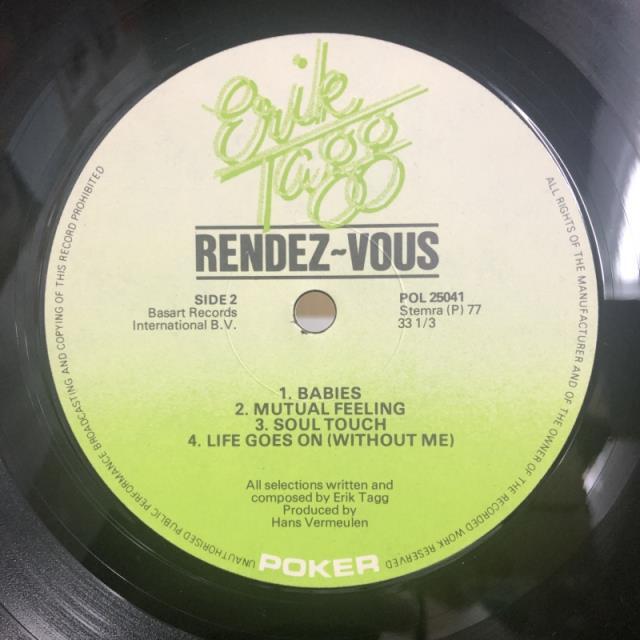 Erik
Tagg
RENDEZ~VOUS
SIDE 2
Basart Records
International B.V.
POL 25041
Stemra (P) 77
33 1/3
1. BABIES
2. MUTUAL FEELING
3. SOUL TOUCH
4. LIFE GOES ON (WITHOUT ME)
All selections written and
composed by Erik Tagg
Produced by
Hans Vermeulen
POKER
ALL RIGHTS OF THE MANUFACTURER AND OF THE OWNER OF THE RECORDED WORK RESERVED
UNAUTHORISED PUBLIC PERFORMANCE BROADCASTING AND COPYING OF THIS RECORD PROHIBITED